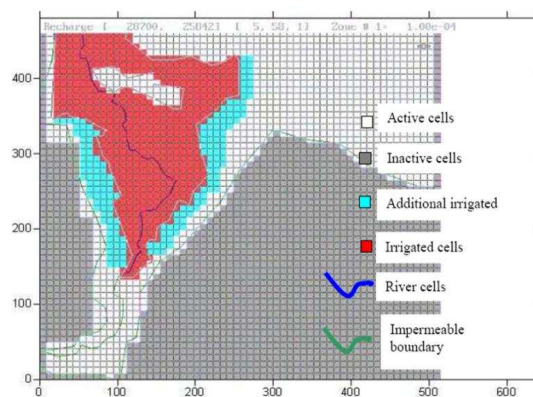 Recharge [ 28700, 25842] [ 5, 58, 1] Zone # 1- 1.00e-04
400
300
200
100
0
Active cells
Inactive cells
Additional irrigated
Irrigated cells
River cells
Impermeable
boundary
0 100 200 300 400 500 600